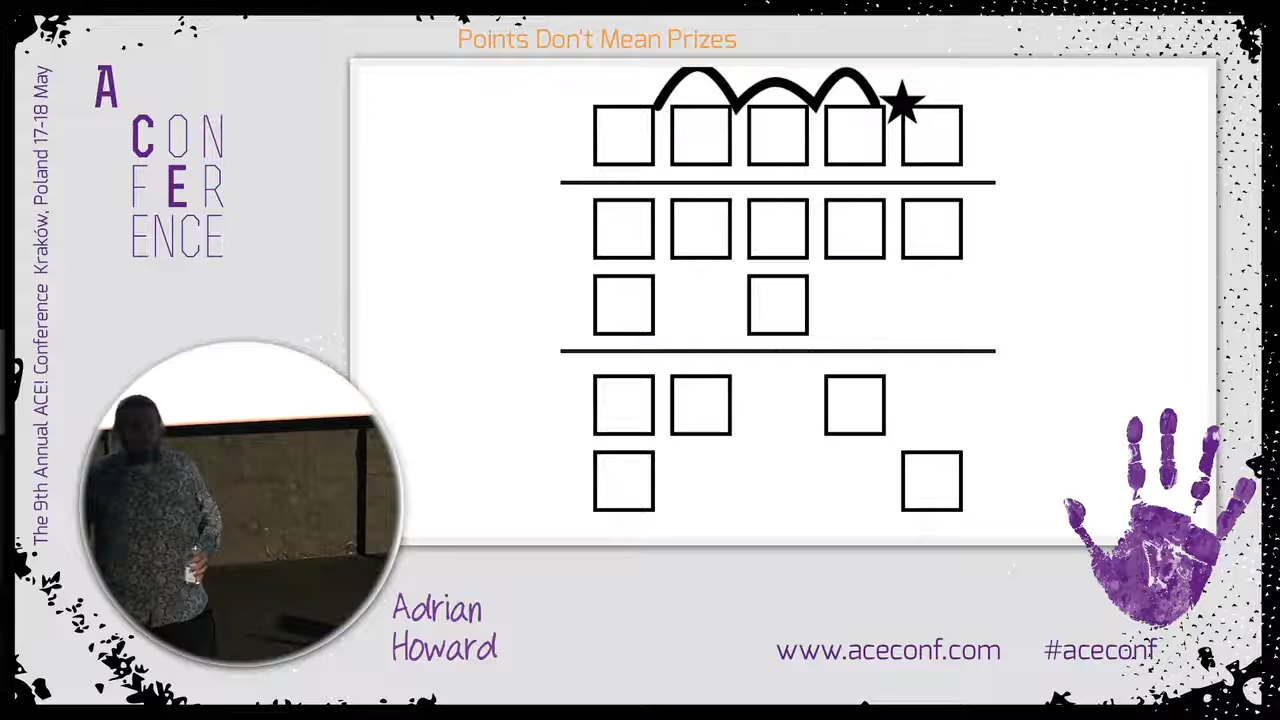 Points Don't Mean Prizes
The 9th Annual ACE! Conference Kraków, Poland 17-18 May
A
CON
FER
ENCE
Adrian
Howard
www.aceconf.com
#aceconf